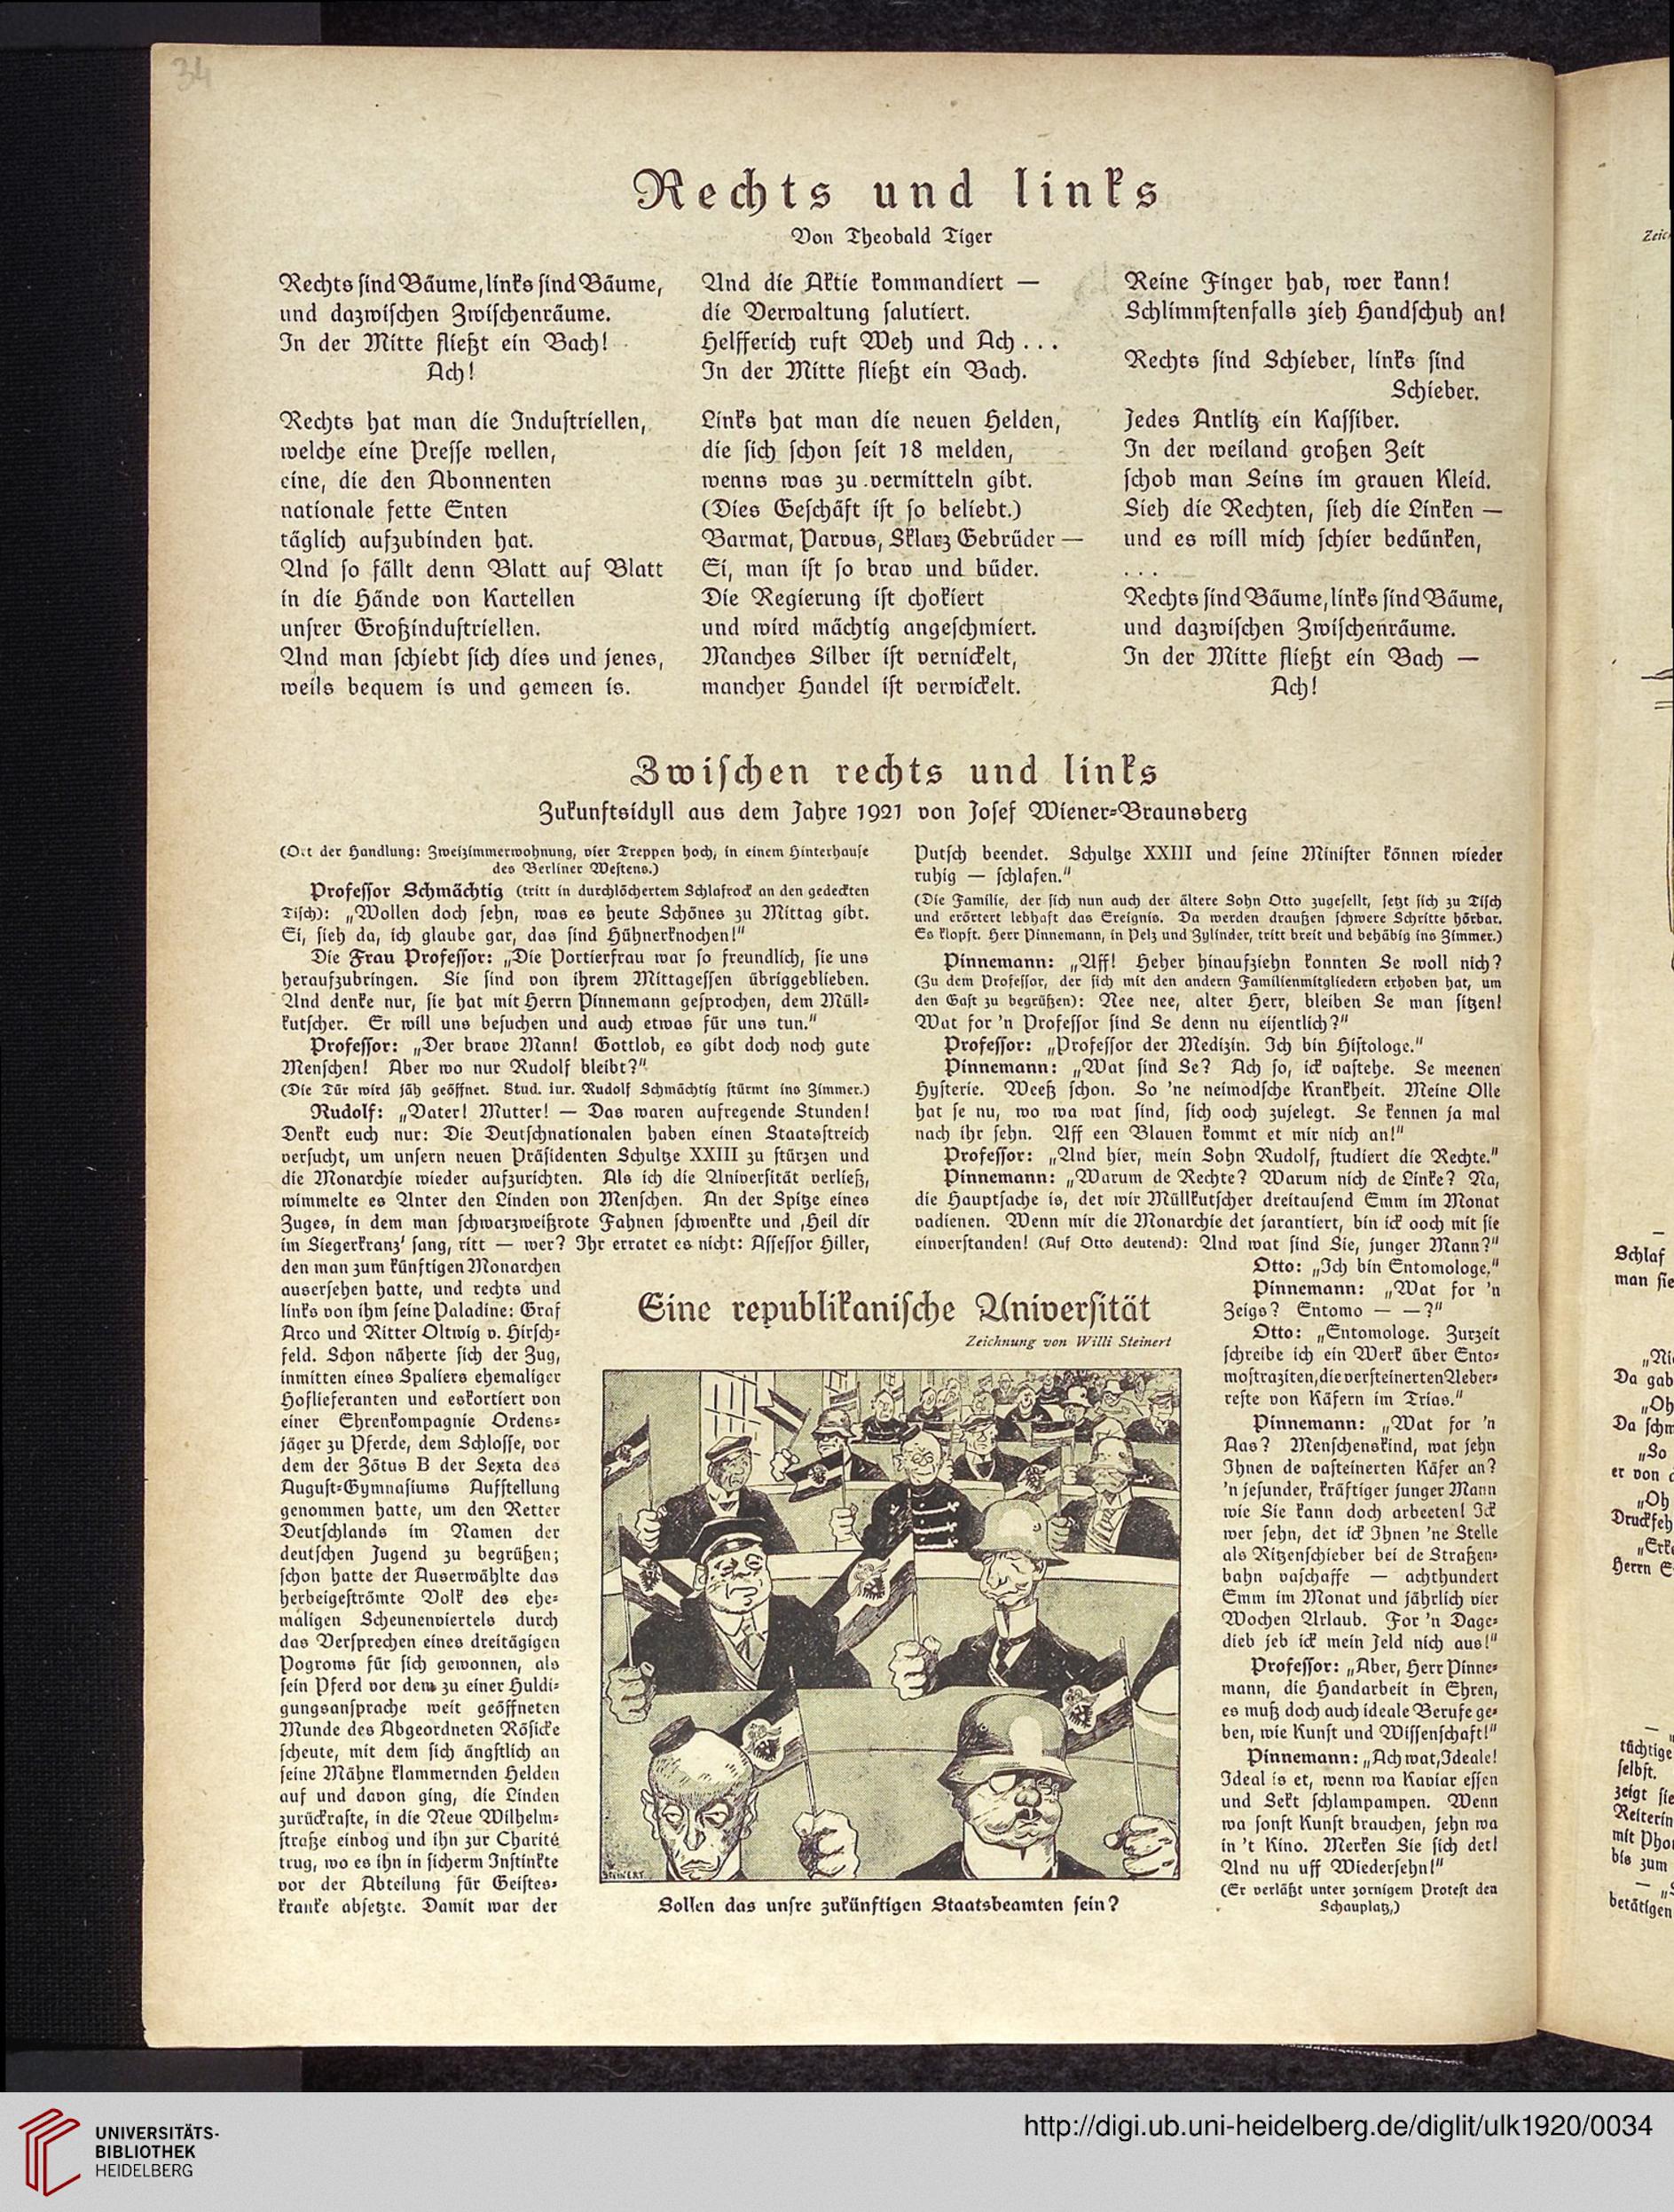 34
Rechts und links
Von Theobald Tiger
Rechts sind Bäume, links sind Bäume,
und dazwischen Zwischenräume.
In der Mitte fließt ein Bach!
Ach!
Rechts hat man die Industriellen,
welche eine Presse wellen,
eine, die den Abonnenten
nationale fette Enten
täglich aufzubinden hat.
Und so fällt denn Blatt auf Blatt
in die Hände von Kartellen
unsrer Großindustriellen.
Und man schiebt sich dies und jenes,
weils bequem is und gemeen is.
Und die Aktie kommandiert —
die Verwaltung salutiert.
Helfferich ruft Weh und Ach . . .
In der Mitte fließt ein Bach.
Links hat man die neuen Helden,
die sich schon seit 18 melden,
wenns was zu vermitteln gibt.
(Dies Geschäft ist so beliebt.)
Barmat, Parvus, Sklarz Gebrüder —
Ei, man ist so brav und büder.
Die Regierung ist chokiert
und wird mächtig angeschmiert.
Manches Silber ist vernickelt,
mancher Handel ist verwickelt.
Reine Finger hab, wer kann!
Schlimmstenfalls zieh Handschuh an!
Rechts sind Schieber, links sind
Schieber.
Jedes Antlitz ein Kassiber.
In der weiland großen Zeit
schob man Seins im grauen Kleid.
Sieh die Rechten, sieh die Linken —
und es will mich schier bedünken,
. . .
Rechts sind Bäume, links sind Bäume,
und dazwischen Zwischenräume.
In der Mitte fließt ein Bach —
Ach!
Zwischen rechts und links
Zukunftsidyll aus dem Jahre 1921 von Josef Wiener-Braunsberg
(Ort der Handlung: Zweizimmerwohnung, vier Treppen hoch, in einem Hinterhause
des Berliner Westens.)
Professor Schmächtig (tritt in durchlöchertem Schlafrock an den gedeckten
Tisch): „Wollen doch sehn, was es heute Schönes zu Mittag gibt.
Ei, sieh da, ich glaube gar, das sind Hühnerknochen!"
Die Frau Professor: „Die Portierfrau war so freundlich, sie uns
heraufzubringen. Sie sind von ihrem Mittagessen übriggeblieben.
Und denke nur, sie hat mit Herrn Pinnemann gesprochen, dem Müll-
kutscher. Er will uns besuchen und auch etwas für uns tun."
Professor: „Der brave Mann! Gottlob, es gibt doch noch gute
Menschen! Aber wo nur Rudolf bleibt?"
(Die Tür wird jäh geöffnet. Stud. iur. Rudolf Schmächtig stürmt ins Zimmer.)
Rudolf: „Vater! Mutter! — Das waren aufregende Stunden!
Denkt euch nur: Die Deutschnationalen haben einen Staatsstreich
versucht, um unsern neuen Präsidenten Schultze XXIII zu stürzen und
die Monarchie wieder aufzurichten. Als ich die Universität verließ,
wimmelte es Unter den Linden von Menschen. An der Spitze eines
Zuges, in dem man schwarzweißrote Fahnen schwenkte und ‚Heil dir
im Siegerkranz' sang, ritt — wer? Ihr erratet es nicht: Assessor Hiller,
den man zum künftigen Monarchen
ausersehen hatte, und rechts und
links von ihm seine Paladine: Graf
Arco und Ritter Oltwig v. Hirsch-
feld. Schon näherte sich der Zug,
inmitten eines Spaliers ehemaliger
Hoflieferanten und eskortiert von
einer Ehrenkompagnie Ordens-
jäger zu Pferde, dem Schlosse, vor
dem der Zötus B der Sexta des
August-Gymnasiums Aufstellung
genommen hatte, um den Retter
Deutschlands im Namen der
deutschen Jugend zu begrüßen;
schon hatte der Auserwählte das
herbeigeströmte Volk des ehe-
maligen Scheunenviertels durch
das Versprechen eines dreitägigen
Pogroms für sich gewonnen, als
sein Pferd vor dem zu einer Huldi-
gungsansprache weit geöffneten
Munde des Abgeordneten Rösicke
scheute, mit dem sich ängstlich an
seine Mähne klammernden Helden
auf und davon ging, die Linden
zurückraste, in die Neue Wilhelm-
straße einbog und ihn zur Charité
trug, wo es ihn in sicherm Instinkte
vor der Abteilung für Geistes-
kranke absetzte. Damit war der
Putsch beendet. Schultze XXIII und seine Minister können wieder
ruhig — schlafen."
(Die Familie, der sich nun auch der ältere Sohn Otto zugesellt, setzt sich zu Tisch
und erörtert lebhaft das Ereignis. Da werden draußen schwere Schritte hörbar.
Es klopft. Herr Pinnemann, in Pelz und Zylinder, tritt breit und behäbig ins Zimmer.)
Pinnemann: „Uff! Heher hinaufziehn konnten Se woll nich?
(Zu dem Professor, der sich mit den andern Familienmitgliedern erhoben hat, um
den Gast zu begrüßen): Nee nee, alter Herr, bleiben Se man sitzen!
Wat for 'n Professor sind Se denn nu eijentlich?"
Professor: „Professor der Medizin. Ich bin Histologe."
Pinnemann: „Wat sind Se? Ach so, ick vastehe. Se meenen
Hysterie. Weeß schon. So 'ne neimodsche Krankheit. Meine Olle
hat se nu, wo wa wat sind, sich ooch zujelegt. Se kennen ja mal
nach ihr sehn. Uff een Blauen kommt et mir nich an!"
Professor: „Und hier, mein Sohn Rudolf, studiert die Rechte."
Pinnemann: „Warum de Rechte? Warum nich de Linke? Na,
die Hauptsache is, det wir Müllkutscher dreitausend Emm im Monat
vadienen. Wenn mir die Monarchie det jarantiert, bin ick ooch mit sie
einverstanden! (Auf Otto deutend): Und wat sind Sie, junger Mann?"
Otto: „Ich bin Entomologe."
Pinnemann: „Wat for 'n
Zeigs? Entomo — —?"
Otto: „Entomologe. Zurzeit
schreibe ich ein Werk über Ento-
mostraziten, die versteinerten Ueber-
reste von Käfern im Trias."
Pinnemann: „Wat for 'n
Aas? Menschenskind, wat jehn
Ihnen de vasteinerten Käfer an?
'n jesunder, kräftiger junger Mann
wie Sie kann doch arbeeten! Ick
wer sehn, det ick Ihnen 'ne Stelle
als Ritzenschieber bei de Straßen-
bahn vaschaffe — achthundert
Emm im Monat und jährlich vier
Wochen Urlaub. For 'n Dage-
dieb jeb ick mein Jeld nich aus!"
Professor: „Aber, Herr Pinne-
mann, die Handarbeit in Ehren,
es muß doch auch ideale Berufe ge-
ben, wie Kunst und Wissenschaft!"
Pinnemann: „Ach wat, Ideale!
Ideal is et, wenn wa Kaviar essen
und Sekt schlampampen. Wenn
wa sonst Kunst brauchen, jehn wa
in 't Kino. Merken Sie sich det!
Und nu uff Wiedersehn!"
(Er verläßt unter zornigem Protest den
Schauplatz.)
Eine republikanische Universität
Zeichnung von Willi Steinert
STEINERT
Sollen das unsre zukünftigen Staatsbeamten sein?
Schlaf
man sie
Da gab
Da schm
„So
er von
„Oh
Druckfeh
Herrn
tüchtige
selbst.
zeigt sie
Reiterin
mit Pho
bis zum
betätigen
UNIVERSITÄTS-
BIBLIOTHEK
HEIDELBERG
http://digi.ub.uni-heidelberg.de/diglit/ulk1920/0034